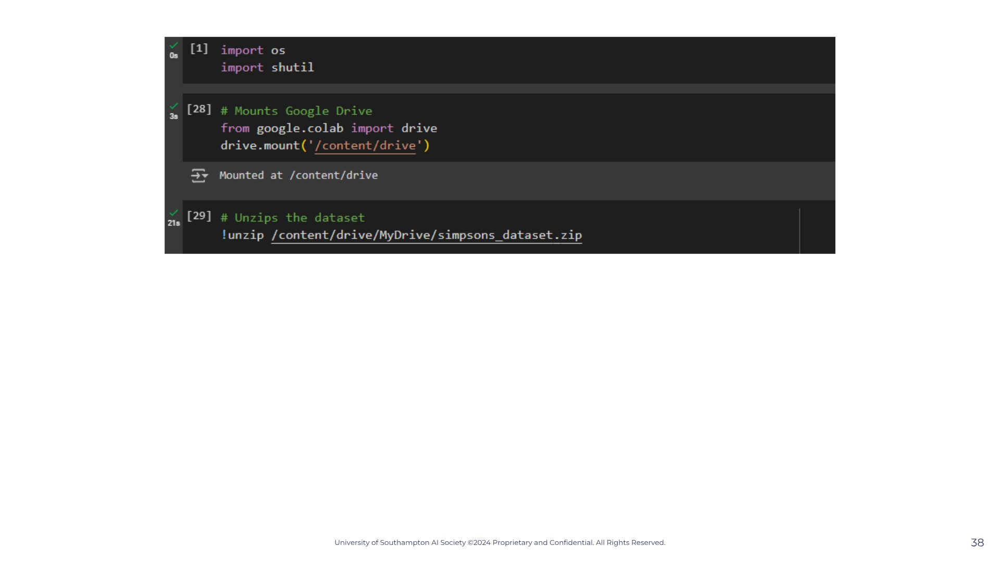 [1] import os
import shutil
0s
[28] # Mounts Google Drive
3s
from google.colab import drive
drive.mount('/content/drive')
Mounted at /content/drive
[29] # Unzips the dataset
21s
!unzip /content/drive/MyDrive/simpsons_dataset.zip
University of Southampton AI Society ©2024 Proprietary and Confidential. All Rights Reserved.
38